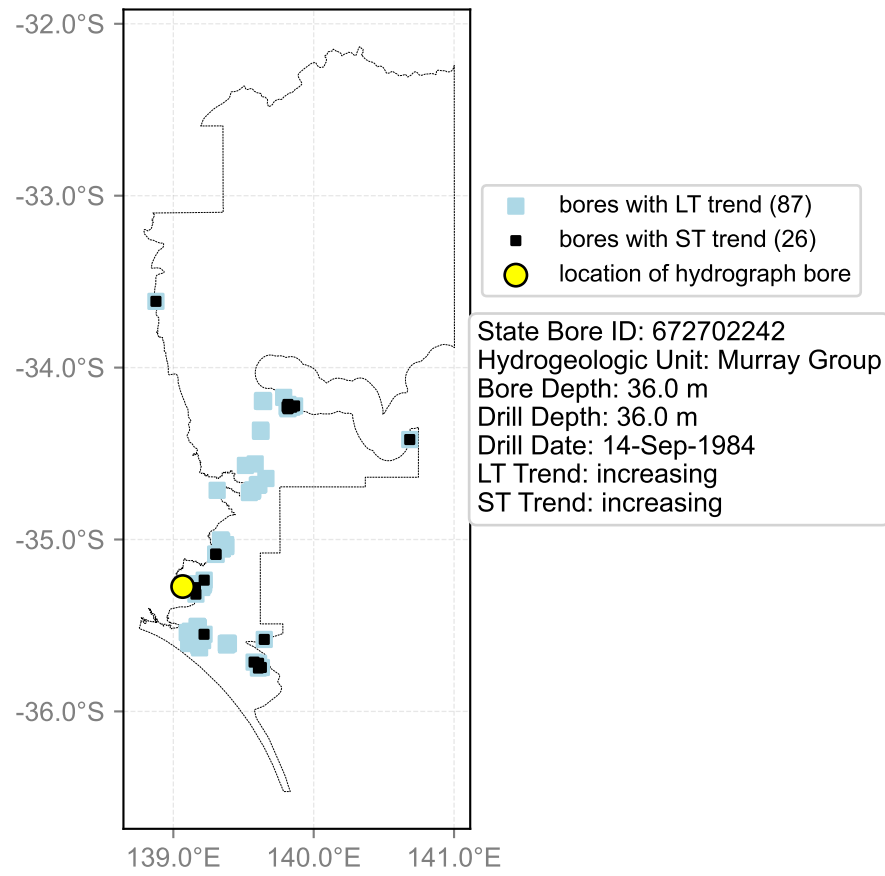 -32.0°S
-33.0°S
-34.0°S
-35.0°S
-36.0°S
139.0°E
140.0°E
141.0°E
bores with LT trend (87)
bores with ST trend (26)
location of hydrograph bore
State Bore ID: 672702242
Hydrogeologic Unit: Murray Group
Bore Depth: 36.0 m
Drill Depth: 36.0 m
Drill Date: 14-Sep-1984
LT Trend: increasing
ST Trend: increasing